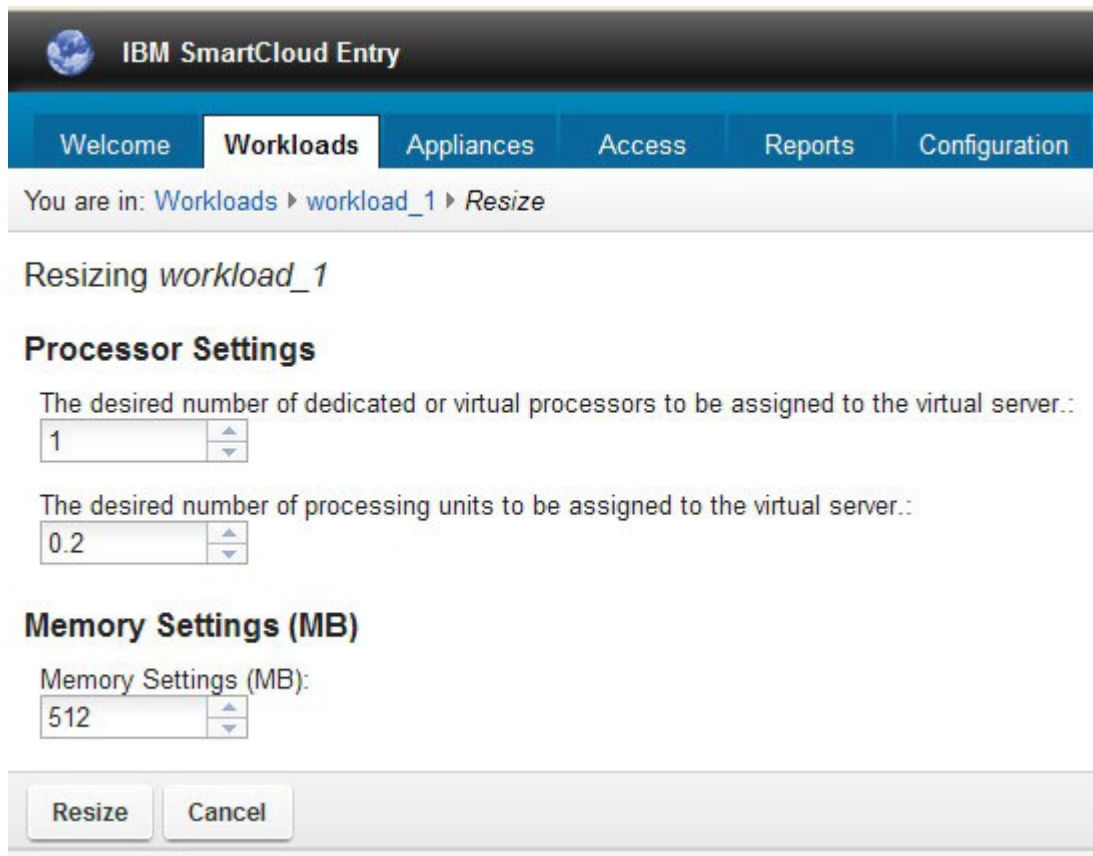 IBM SmartCloud Entry
Welcome Workloads Appliances Access Reports Configuration
You are in: Workloads workload_1 Resize
Resizing workload_1
Processor Settings
The desired number of dedicated or virtual processors to be assigned to the virtual server.:
1
The desired number of processing units to be assigned to the virtual server.:
0.2
Memory Settings (MB)
Memory Settings (MB):
512
Resize Cancel